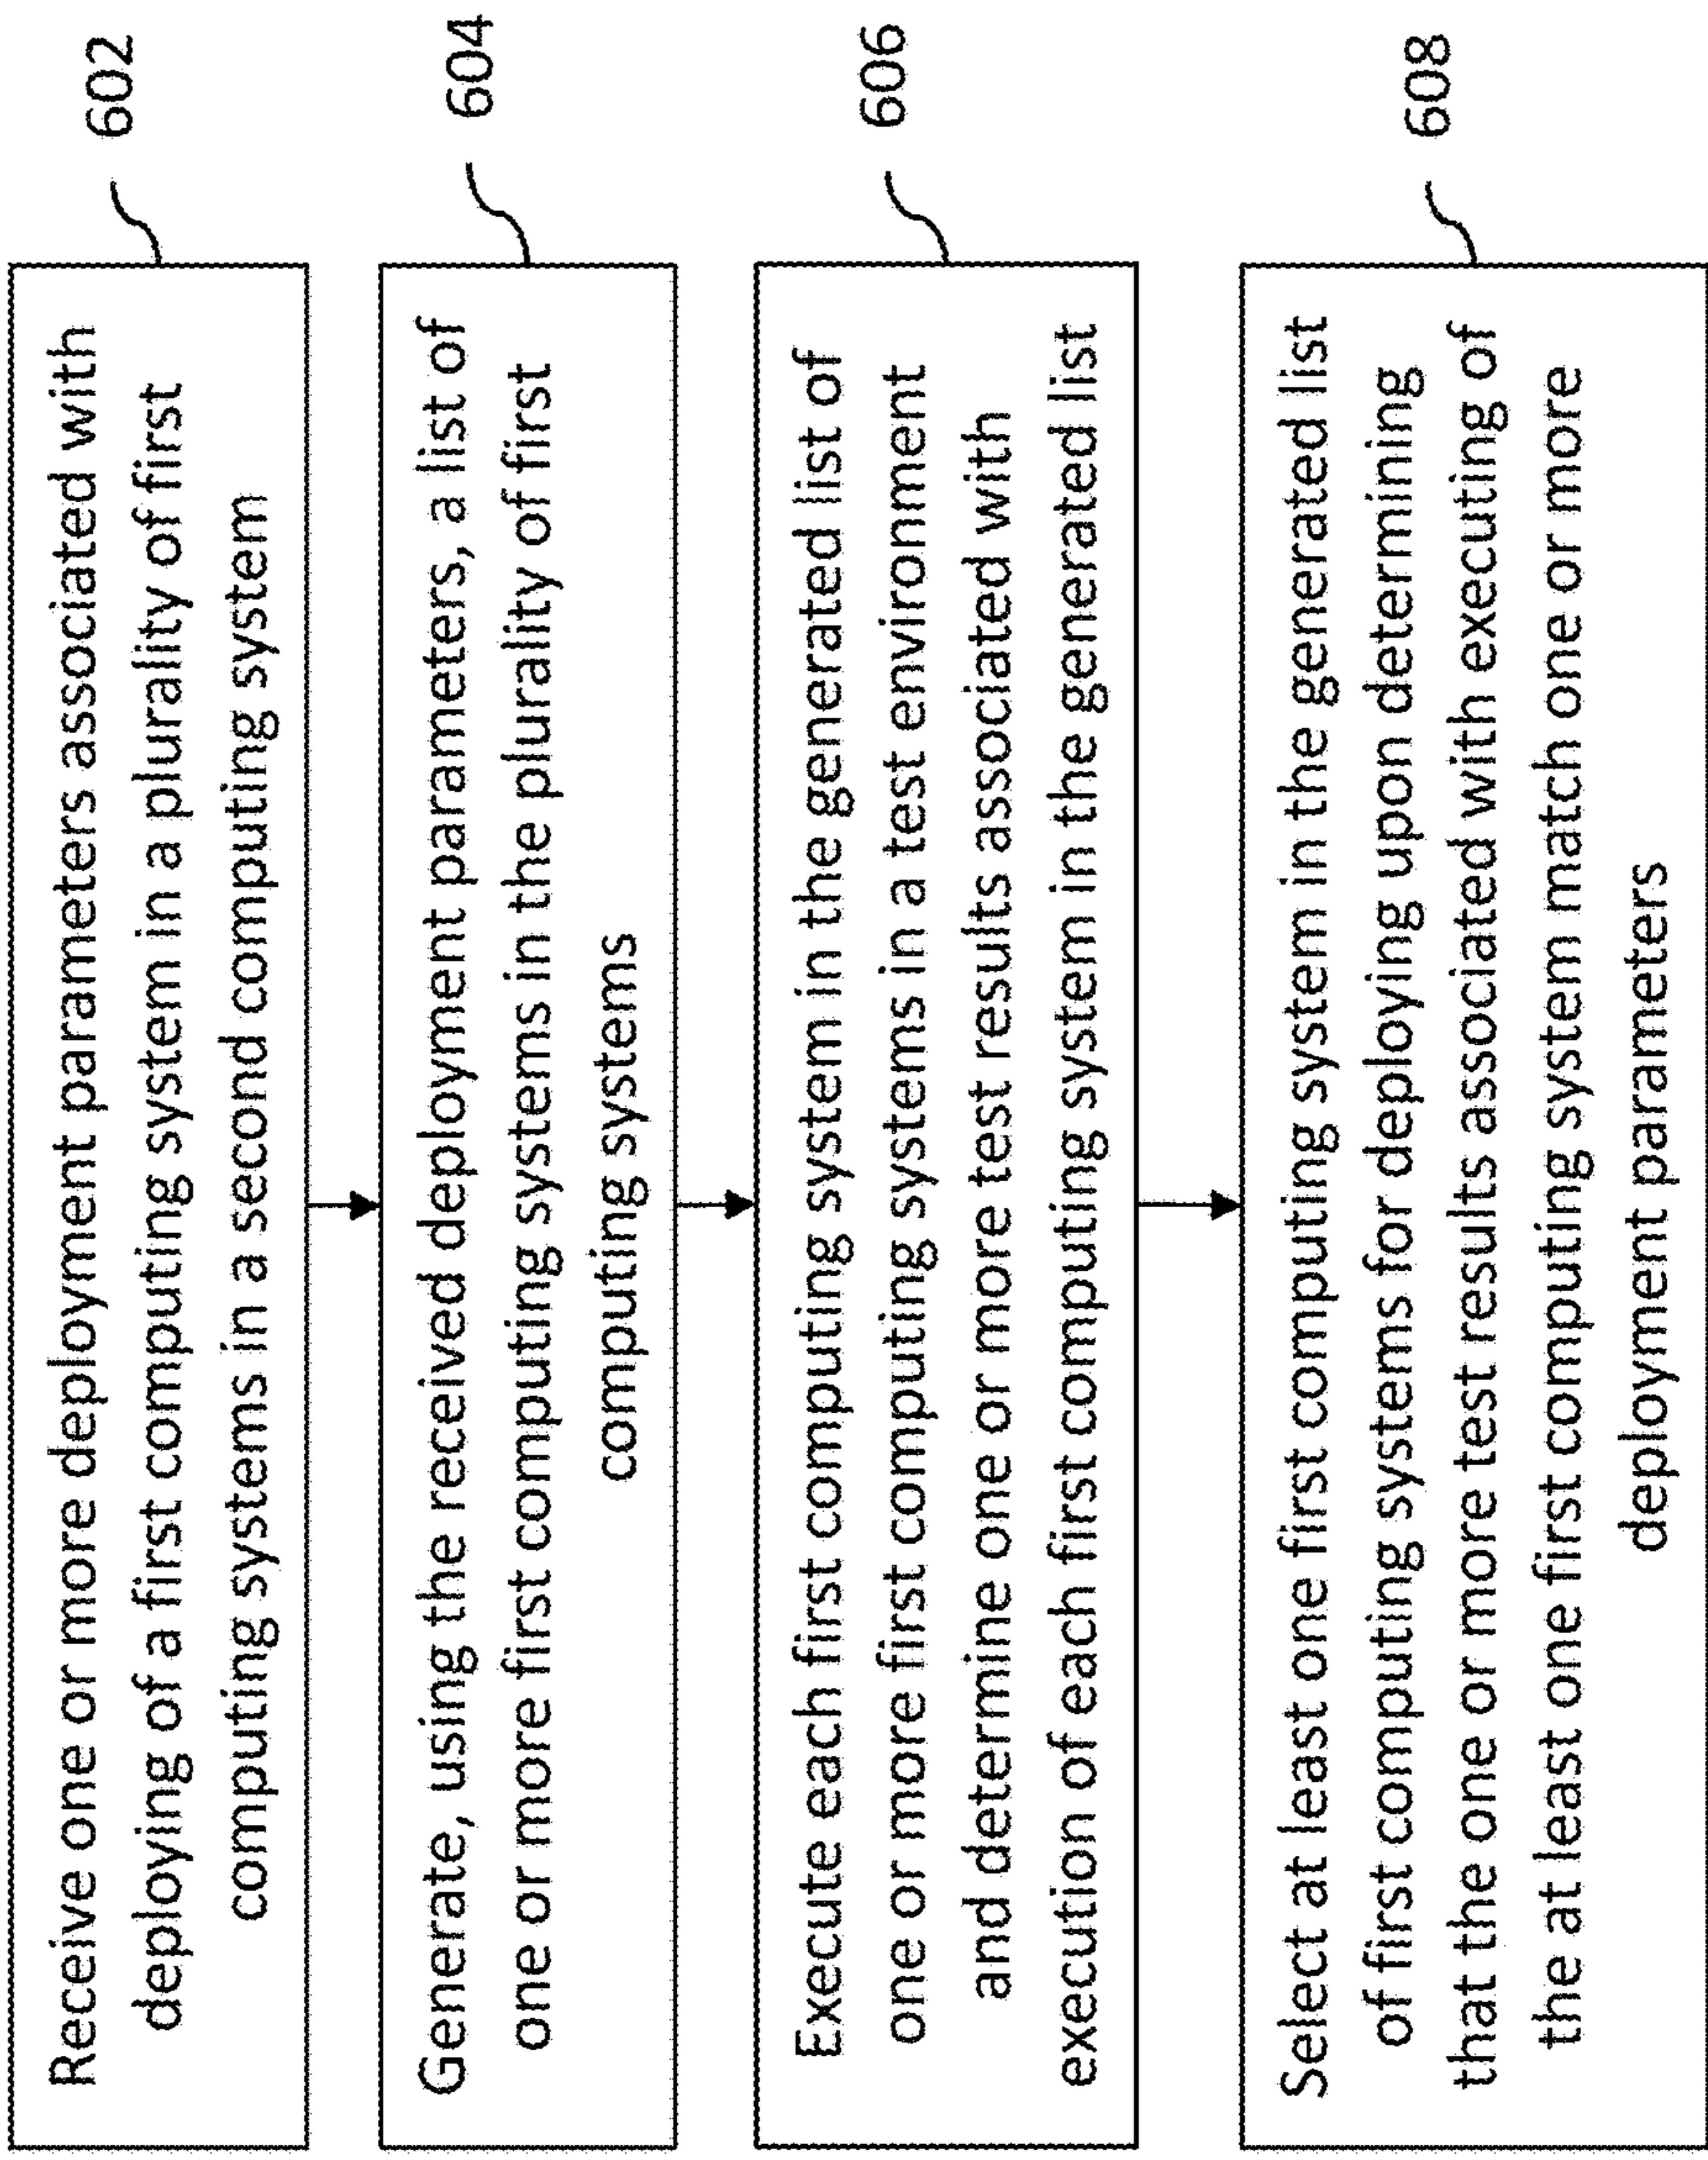 Receive one or more deployment parameters associated with
deploying of a first computing system in a plurality of first
computing systems in a second computing system
602
Generate, using the received deployment parameters, a list of
one or more first computing systems in the plurality of first
computing systems
604
Execute each first computing system in the generated list of
one or more first computing systems in a test environment
and determine one or more test results associated with
execution of each first computing system in the generated list
606
Select at least one first computing system in the generated list
of first computing systems for deploying upon determining
that the one or more test results associated with executing of
the at least one first computing system match one or more
deployment parameters
608